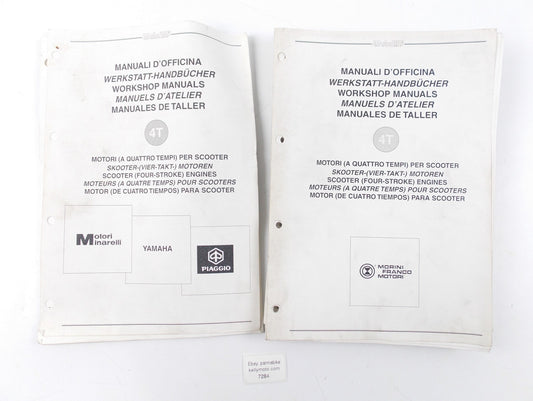 MANUALI D'OFFICINA
WERKSTATT-HANDBÜCHER
WORKSHOP MANUALS
MANUELS D'ATELIER
MANUALES DE TALLER
4T
MOTORI (A QUATTRO TEMPI) PER SCOOTER
SKOOTER-(VIER-TAKT-) MOTOREN
SCOOTER (FOUR-STROKE) ENGINES
MOTEURS (A QUATRE TEMPS) POUR SCOOTERS
MOTOR (DE CUATRO TIEMPOS) PARA SCOOTER
Motori
Minarelli
YAMAHA
PIAGGIO
MANUALI D'OFFICINA
WERKSTATT-HANDBÜCHER
WORKSHOP MANUALS
MANUELS D'ATELIER
MANUALES DE TALLER
4T
MOTORI (A QUATTRO TEMPI) PER SCOOTER
SKOOTER-(VIER-TAKT-) MOTOREN
SCOOTER (FOUR-STROKE) ENGINES
MOTEURS (A QUATRE TEMPS) POUR SCOOTERS
MOTOR (DE CUATRO TIEMPOS) PARA SCOOTER
MORINI
FRANCO
MOTORI
Ebay zannabike
kellymoto.com
7284